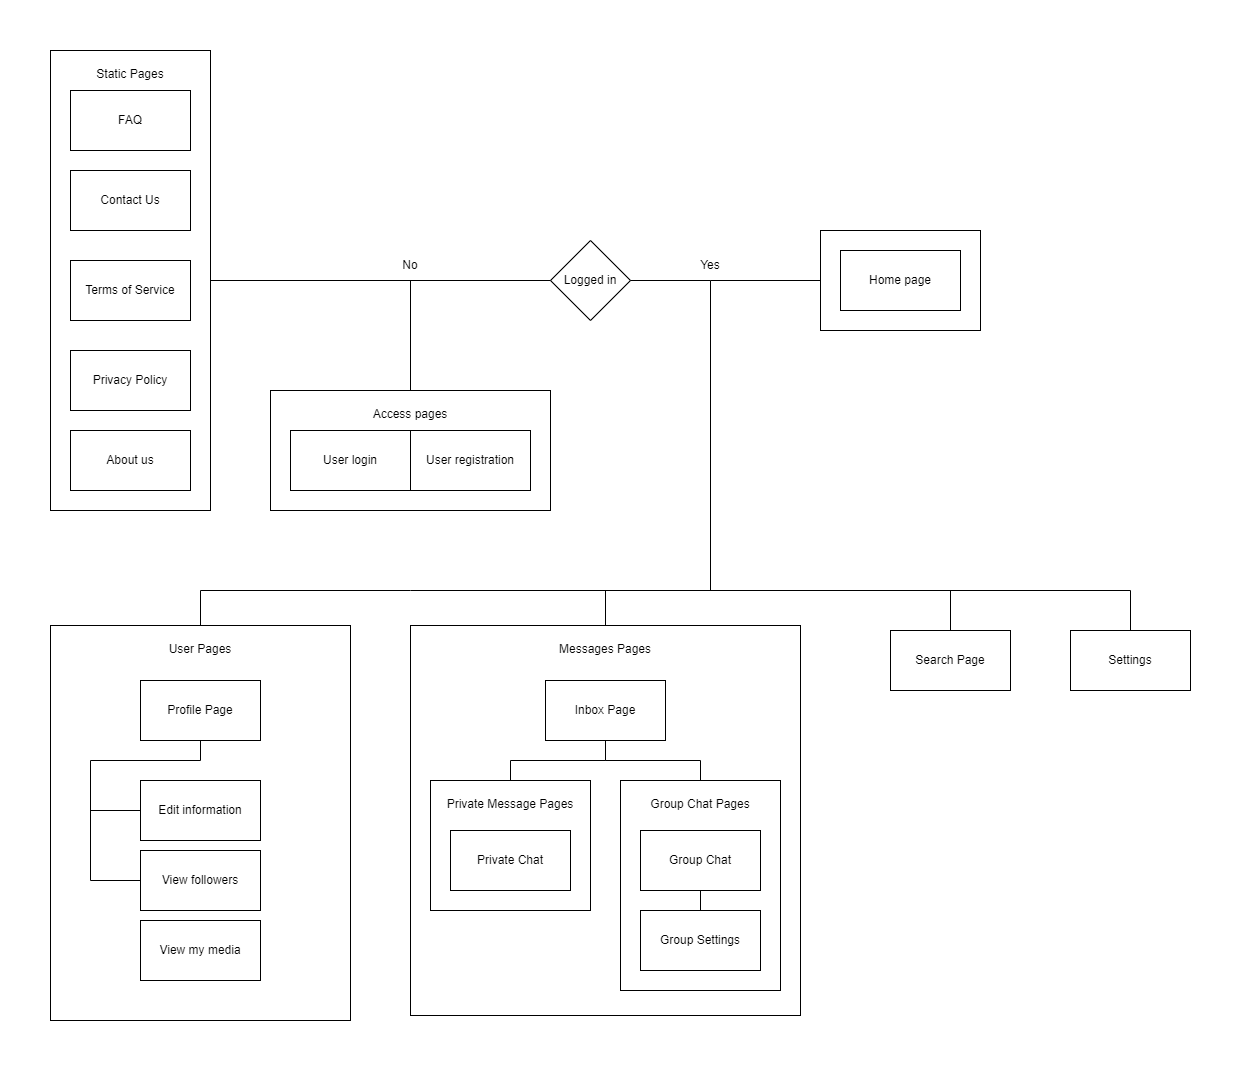 Static Pages
FAQ
Contact Us
Terms of Service
Privacy Policy
About us
No
Logged in
Yes
Home page
Access pages
User login
User registration
User Pages
Profile Page
Edit information
View followers
View my media
Messages Pages
Inbox Page
Private Message Pages
Private Chat
Group Chat Pages
Group Chat
Group Settings
Search Page
Settings